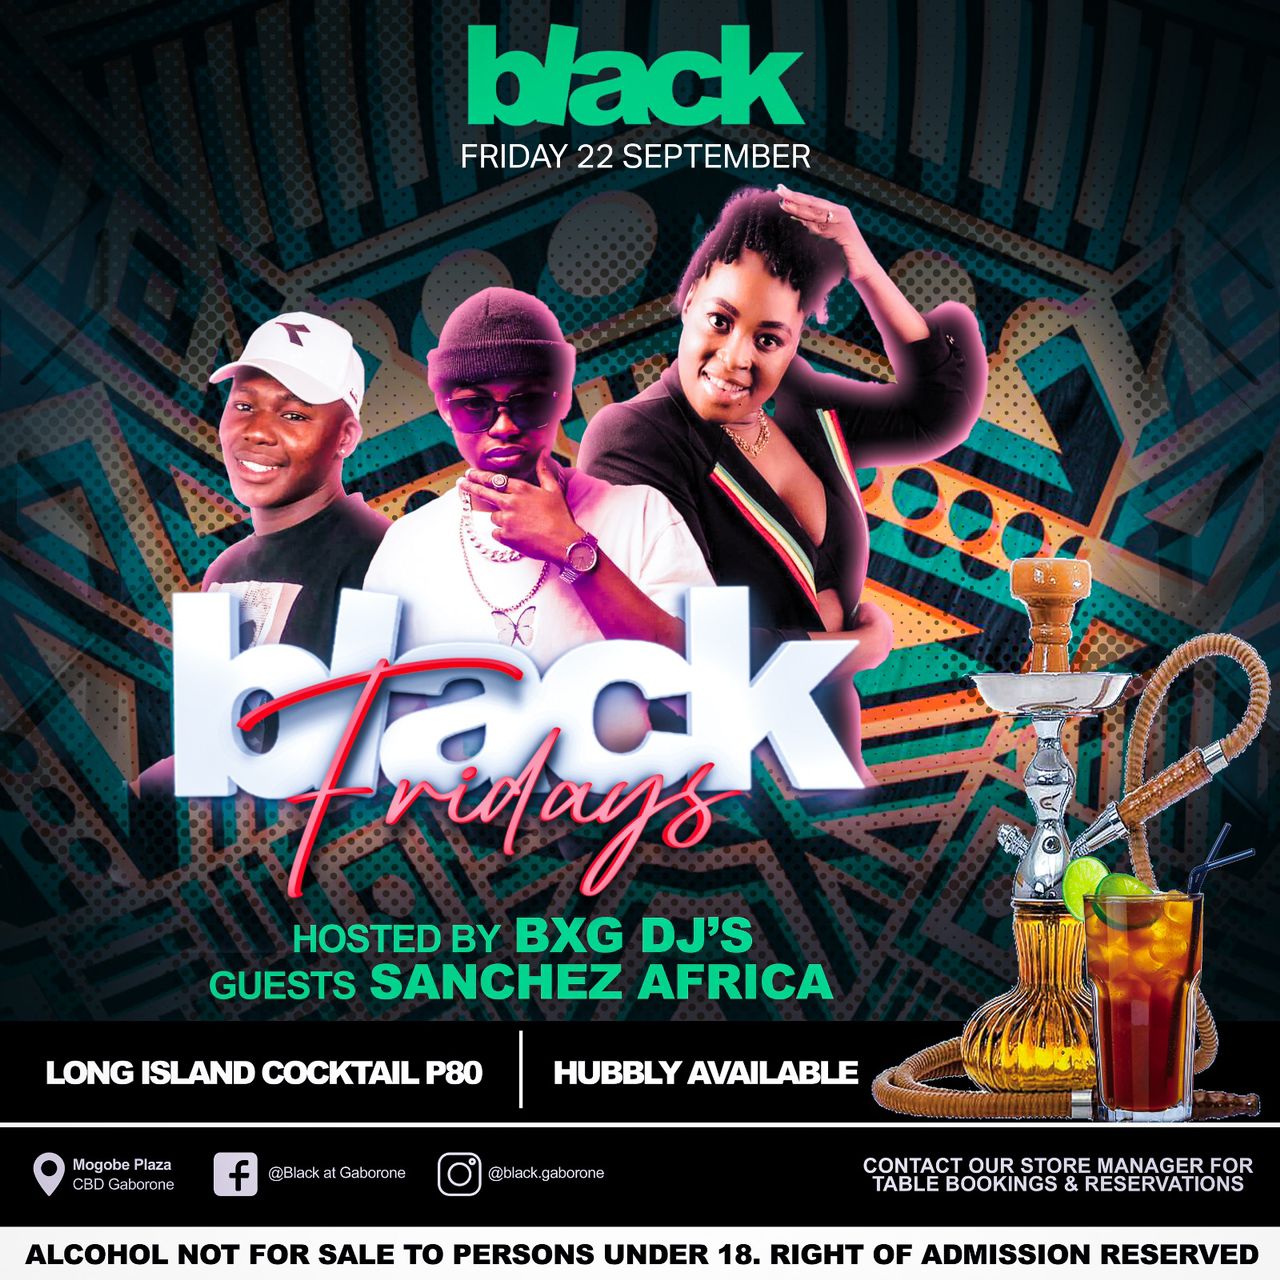 black
FRIDAY 22 SEPTEMBER
black
Fridays
HOSTED BY BXG DJ'S
GUESTS SANCHEZ AFRICA
LONG ISLAND COCKTAIL P80
HUBBLY AVAILABLE
Mogobe Plaza
CBD Gaborone
@Black at Gaborone
@black.gaborone
CONTACT OUR STORE MANAGER FOR
TABLE BOOKINGS & RESERVATIONS
ALCOHOL NOT FOR SALE TO PERSONS UNDER 18. RIGHT OF ADMISSION RESERVED